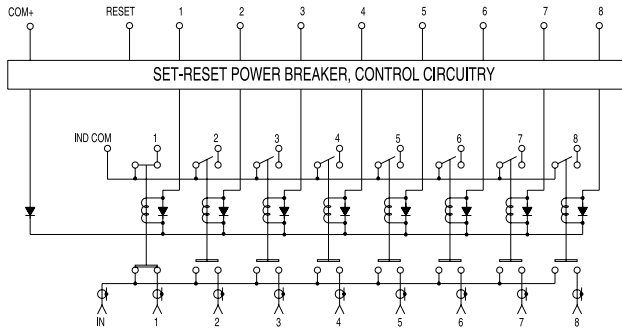 COM+ RESET 1 2 3 4 5 6 7 8
SET-RESET POWER BREAKER, CONTROL CIRCUITRY
IND COM 1 2 3 4 5 6 7 8
IN 1 2 3 4 5 6 7 8